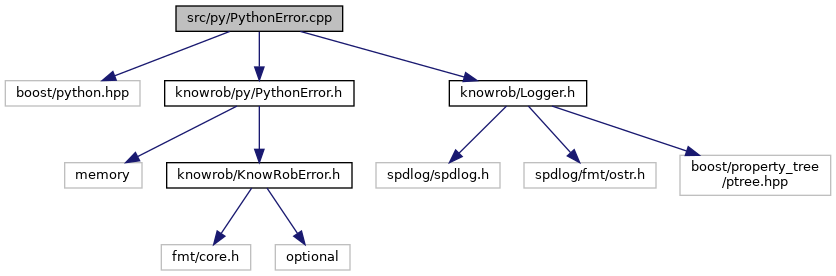 src/py/PythonError.cpp
boost/python.hpp
knowrob/py/PythonError.h
knowrob/Logger.h
memory
knowrob/KnowRobError.h
spdlog/spdlog.h
spdlog/fmt/ostr.h
boost/property_tree
/ptree.hpp
fmt/core.h
optional